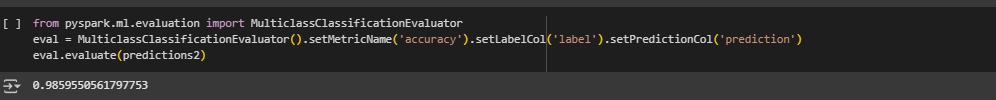 [ ] from pyspark.ml.evaluation import MulticlassClassificationEvaluator
eval = MulticlassClassificationEvaluator().setMetricName('accuracy').setLabelCol('label').setPredictionCol('prediction')
eval.evaluate(predictions2)
0.9859550561797753